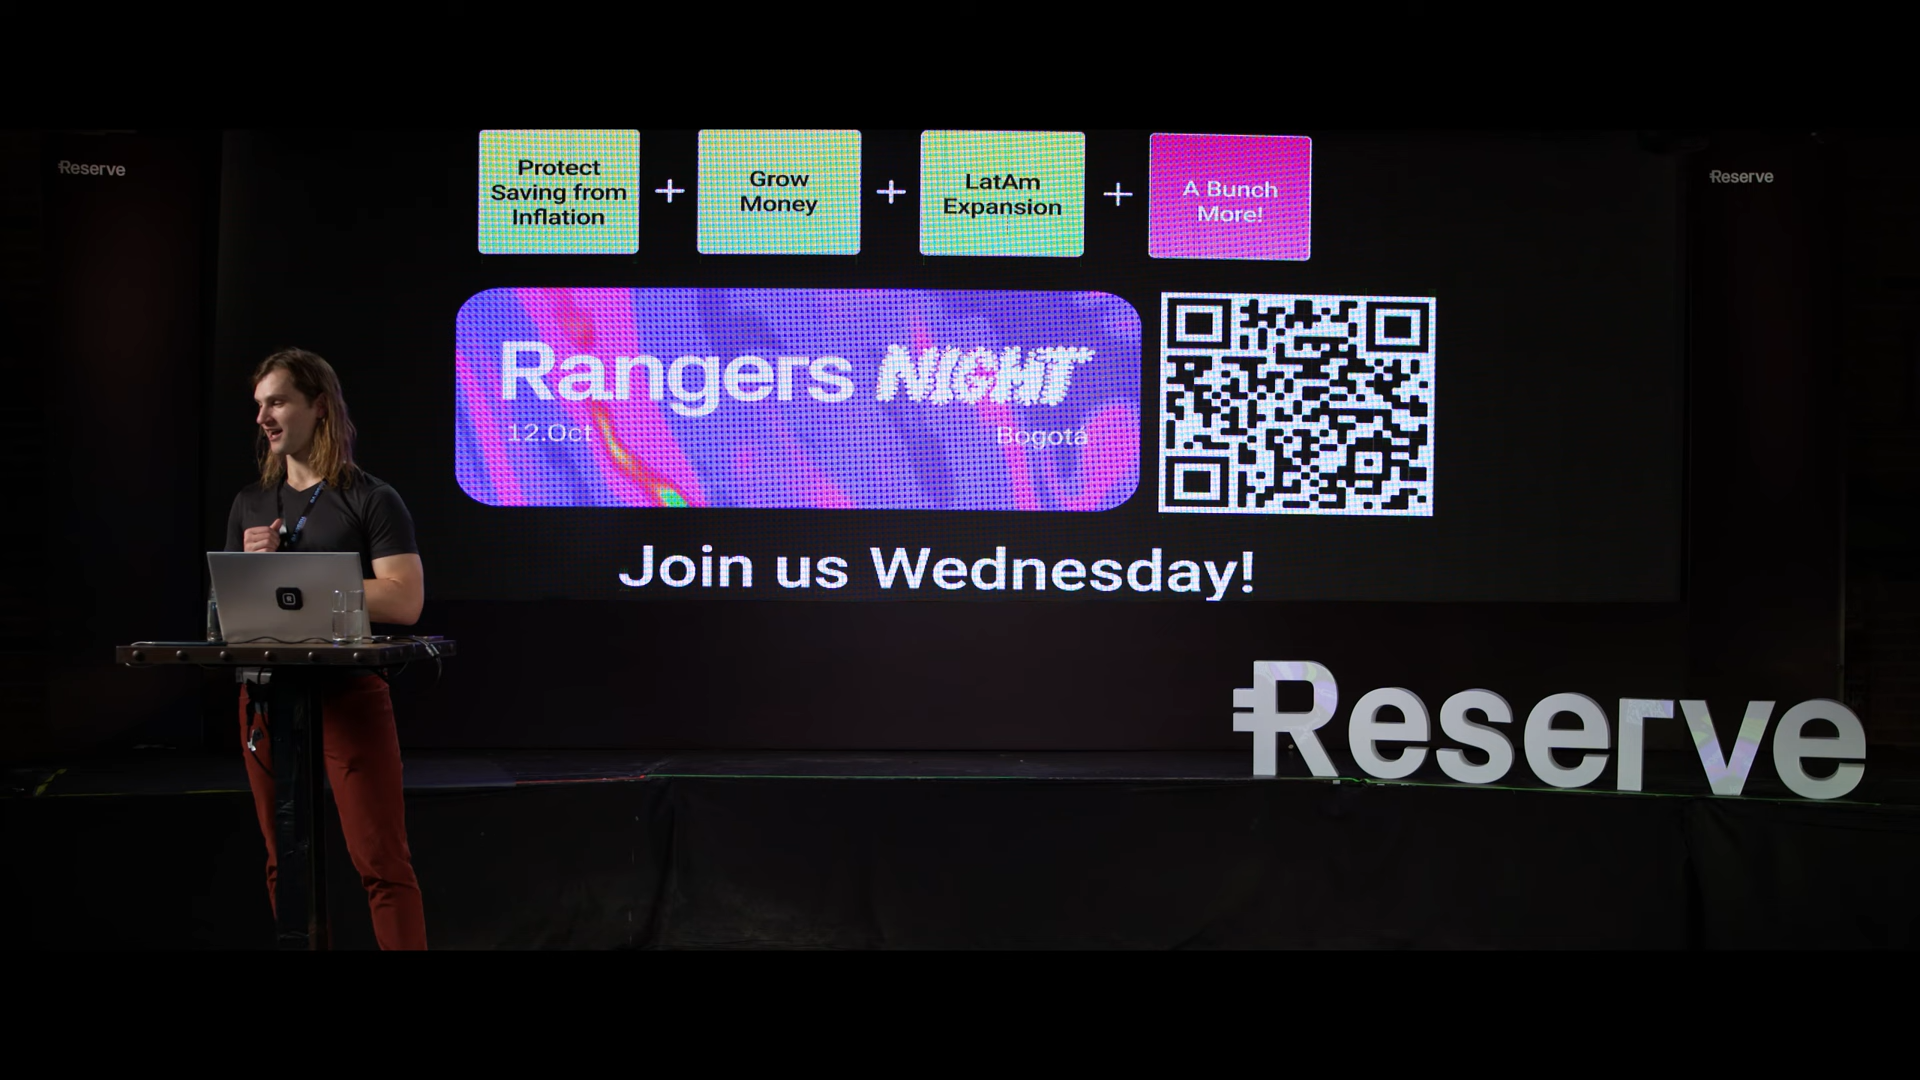 Protect
Saving from
Inflation
+
Grow
Money
+
LatAm
Expansion
+
A Bunch
More!
Reserve
Reserve
Rangers NIGHT
12.Oct
Bogotá
Join us Wednesday!
Reserve